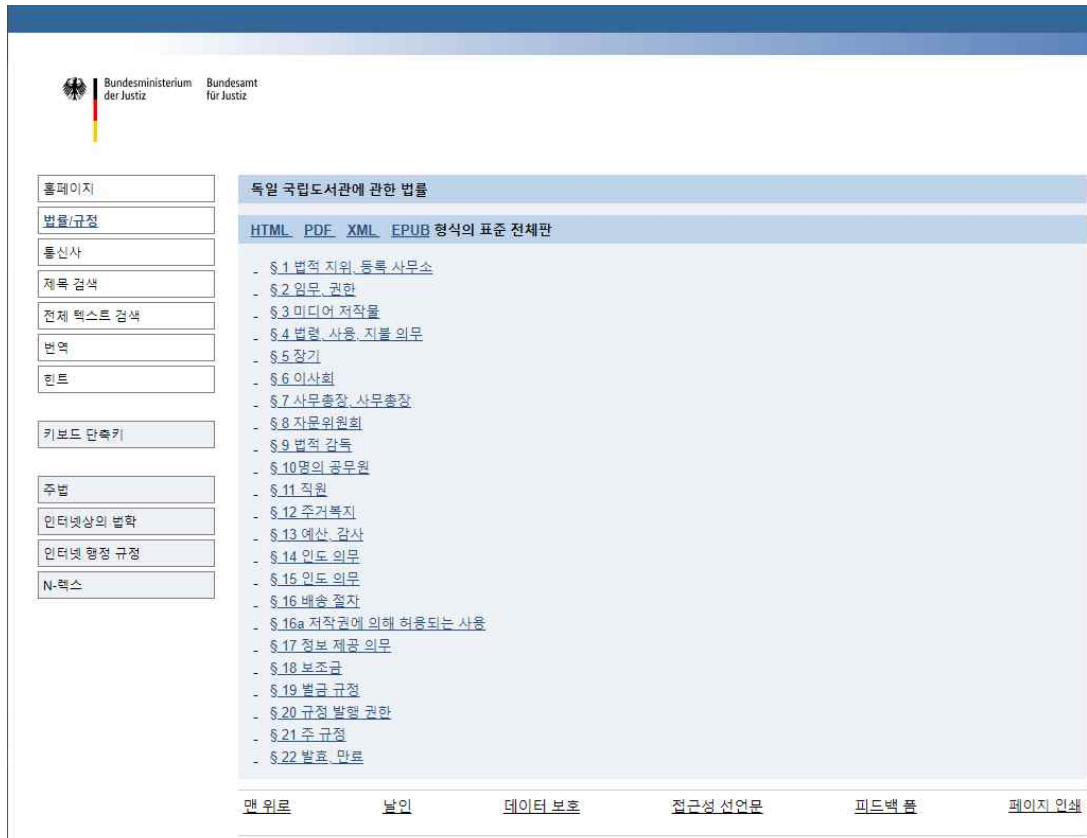 Bundesministerium der Justiz
Bundesamt für Justiz
홈페이지
법률/규정
통신사
제목 검색
전체 텍스트 검색
번역
힌트
키보드 단축키
주법
인터넷상의 법학
인터넷 행정 규정
N-렉스
독일 국립도서관에 관한 법률
HTML PDF XML EPUB 형식의 표준 전체판
- § 1 법적 지위, 등록 사무소
- § 2 임무, 권한
- § 3 미디어 저작물
- § 4 법령, 사용, 지불 의무
- § 5 장기
- § 6 이사회
- § 7 사무총장, 사무총장
- § 8 자문위원회
- § 9 법적 감독
- § 10명의 공무원
- § 11 직원
- § 12 주거복지
- § 13 예산, 감사
- § 14 인도 의무
- § 15 인도 의무
- § 16 배송 절차
- § 16a 저작권에 의해 허용되는 사용
- § 17 정보 제공 의무
- § 18 보조금
- § 19 벌금 규정
- § 20 규정 발행 권한
- § 21 주 규정
- § 22 발효, 만료
맨 위로 날인 데이터 보호 접근성 선언문 피드백 폼 페이지 인쇄